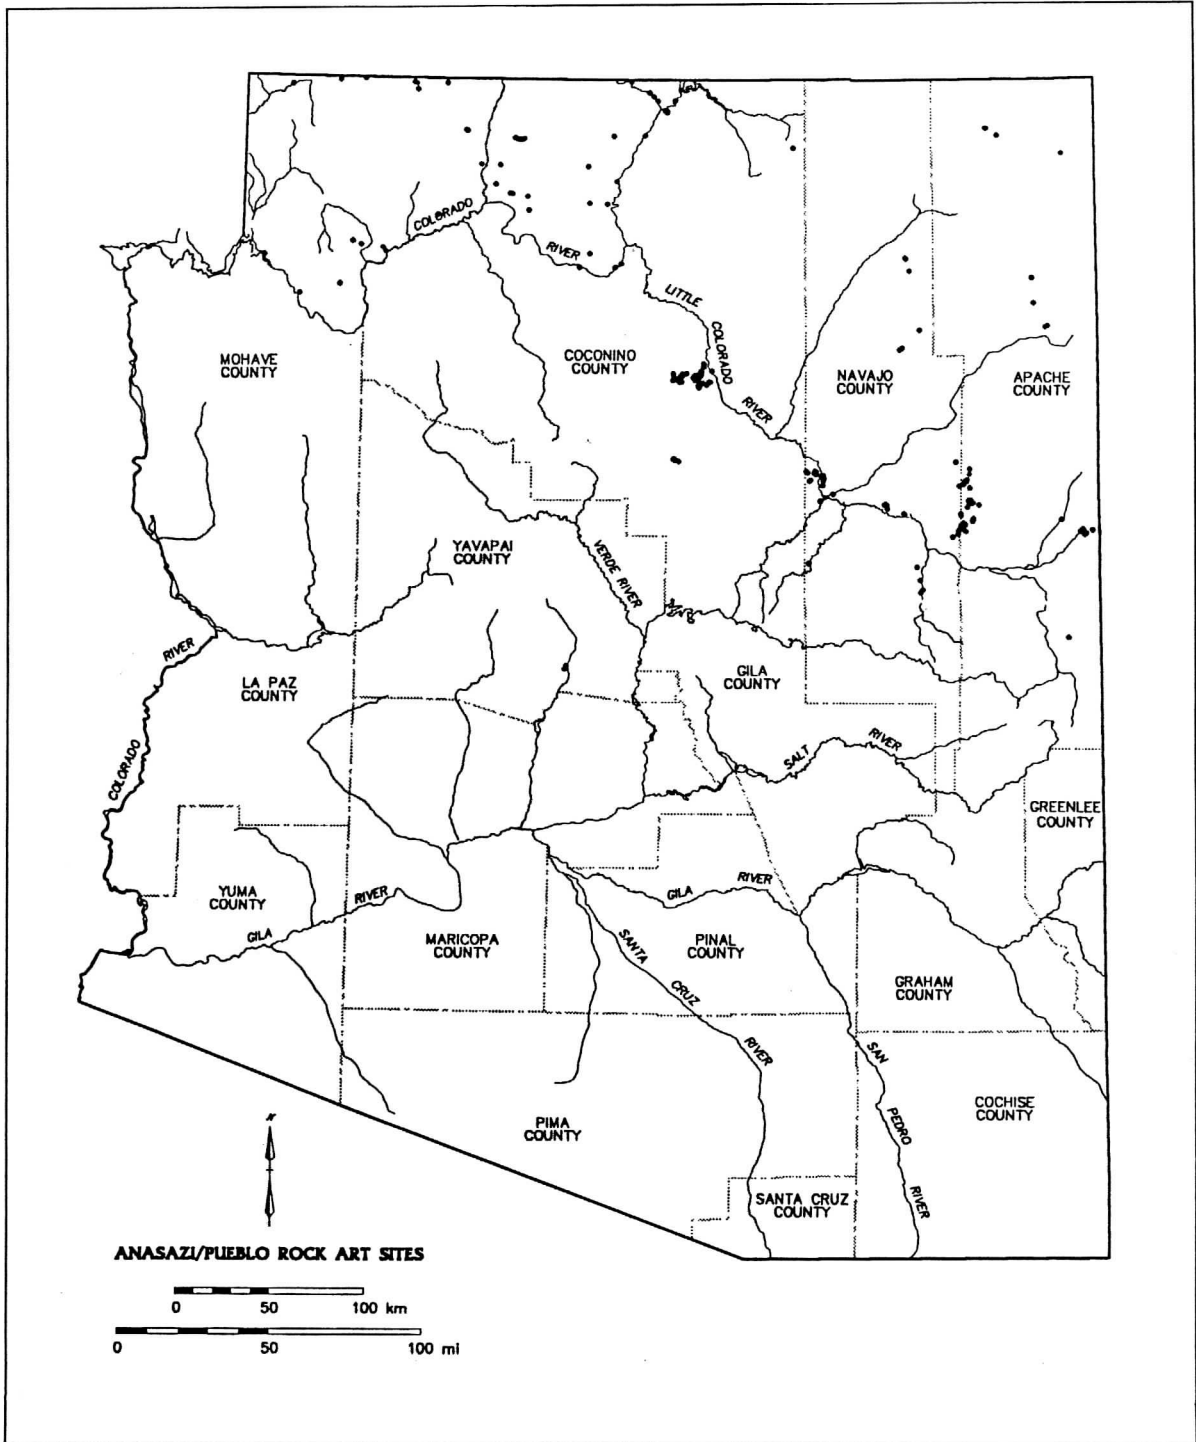 COLORADO
RIVER
LITTLE
COLORADO
RIVER
MOHAVE
COUNTY
COCONINO
COUNTY
NAVAJO
COUNTY
APACHE
COUNTY
YAVAPAI
COUNTY
VERDE RIVER
RIVER
COLORADO
LA PAZ
COUNTY
GILA
COUNTY
SALT
RIVER
GREENLEE
COUNTY
YUMA
COUNTY
GILA
RIVER
MARICOPA
COUNTY
GILA
RIVER
SANTA
CRUZ
RIVER
PINAL
COUNTY
GRAHAM
COUNTY
SAN
PEDRO
RIVER
COCHISE
COUNTY
PIMA
COUNTY
SANTA CRUZ
COUNTY
N
ANASAZI/PUEBLO ROCK ART SITES
0 50 100 km
0 50 100 mi